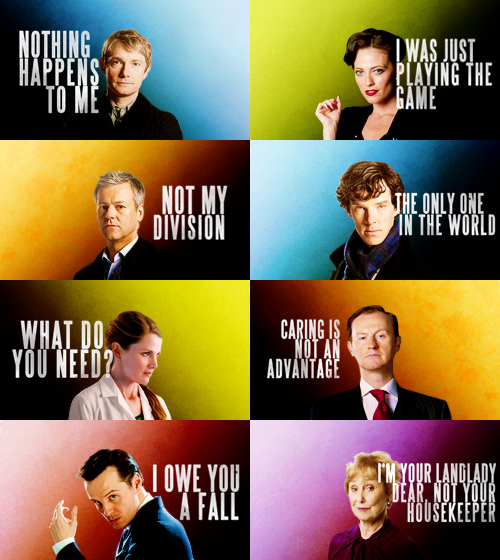 NOTHING
HAPPENS
TO ME
I WAS JUST
PLAYING THE
GAME
NOT MY
DIVISION
THE ONLY ONE
IN THE WORLD
WHAT DO
YOU NEED?
CARING IS
NOT AN
ADVANTAGE
I OWE YOU
A FALL
I'M YOUR LANDLADY
DEAR, NOT YOUR
HOUSEKEEPER